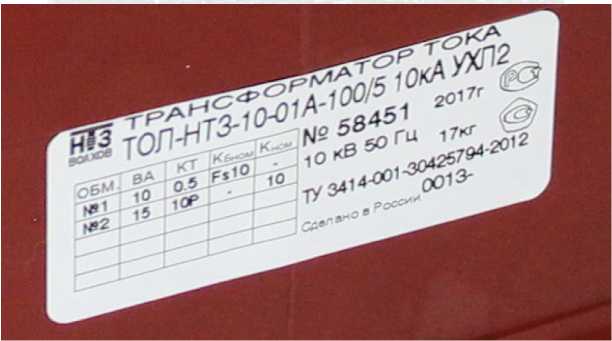 НТЗ
ВОЛХОВ
ТРАНСФОРМАТОР ТОКА
ТОЛ-НТЗ-10-01А-100/5 10кА УХЛ2
№ 58451 2017г
10 кВ 50 Гц 17кг
ТУ 3414-001-30425794-2012
0013-
Сделано в России
ОБМ. ВА КТ КБном Кном
№1 10 0.5 Fs10 -
№2 15 10Р - 10
РСТ